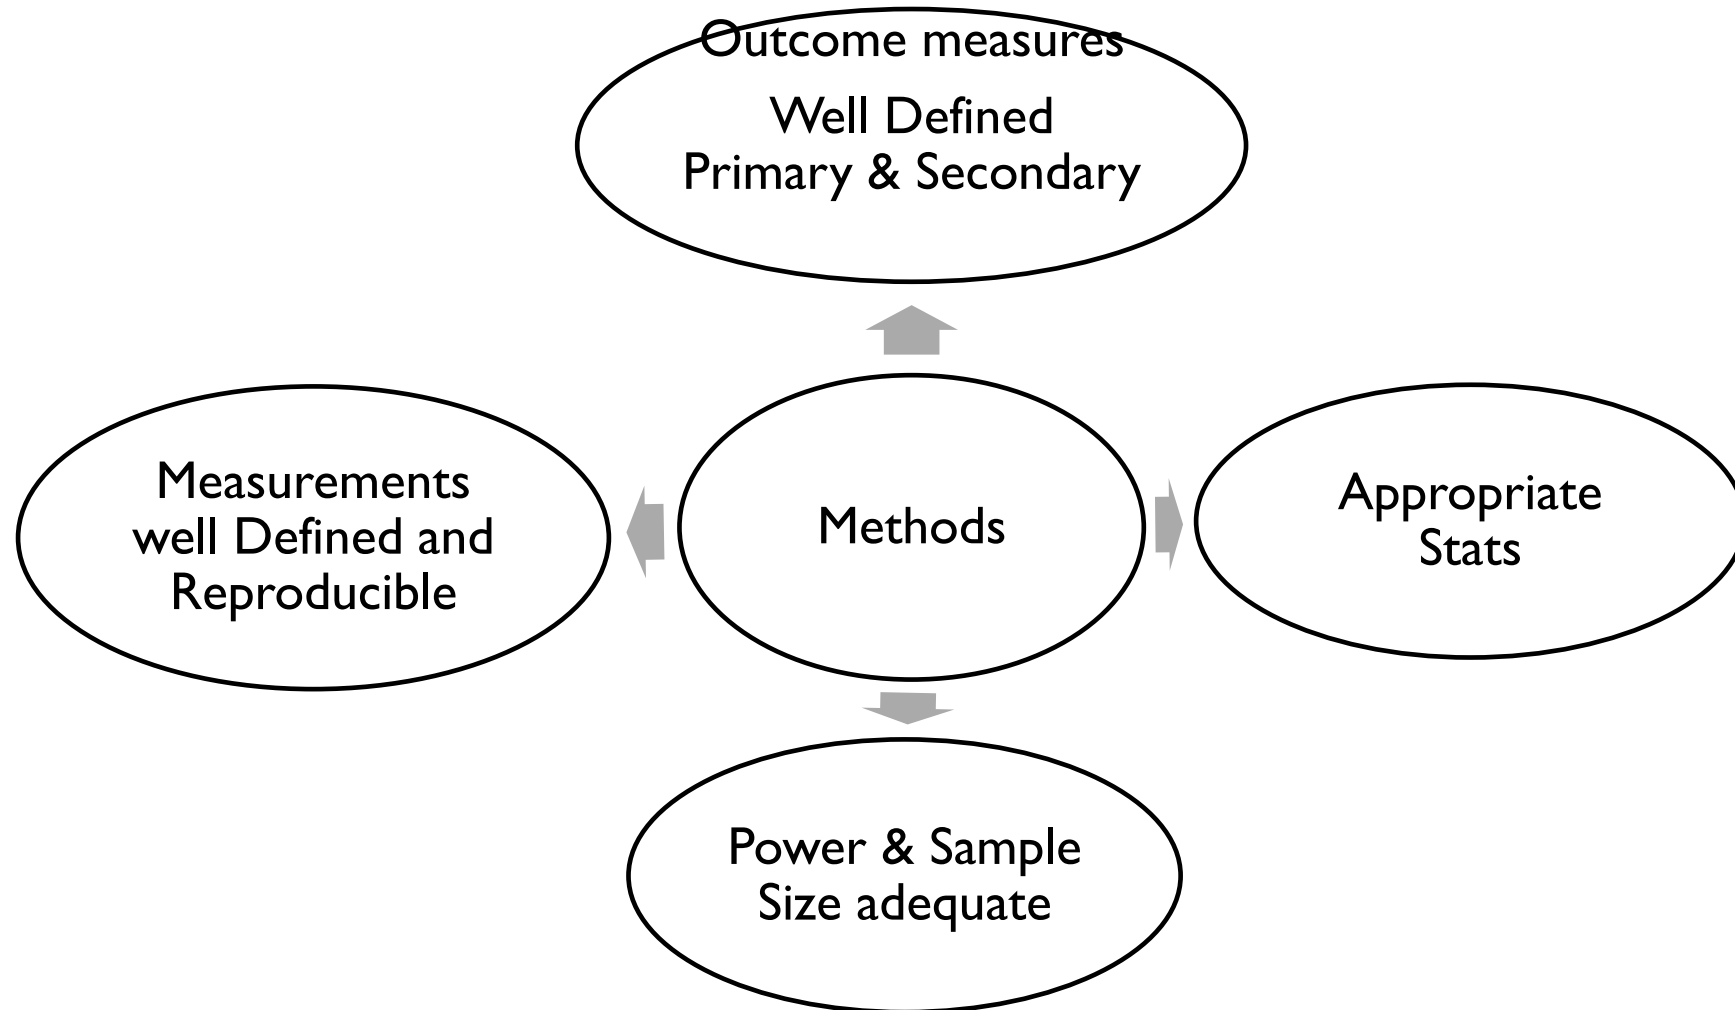 Outcome measures
Well Defined
Primary & Secondary
Measurements
well Defined and
Reproducible
Methods
Appropriate
Stats
Power & Sample
Size adequate